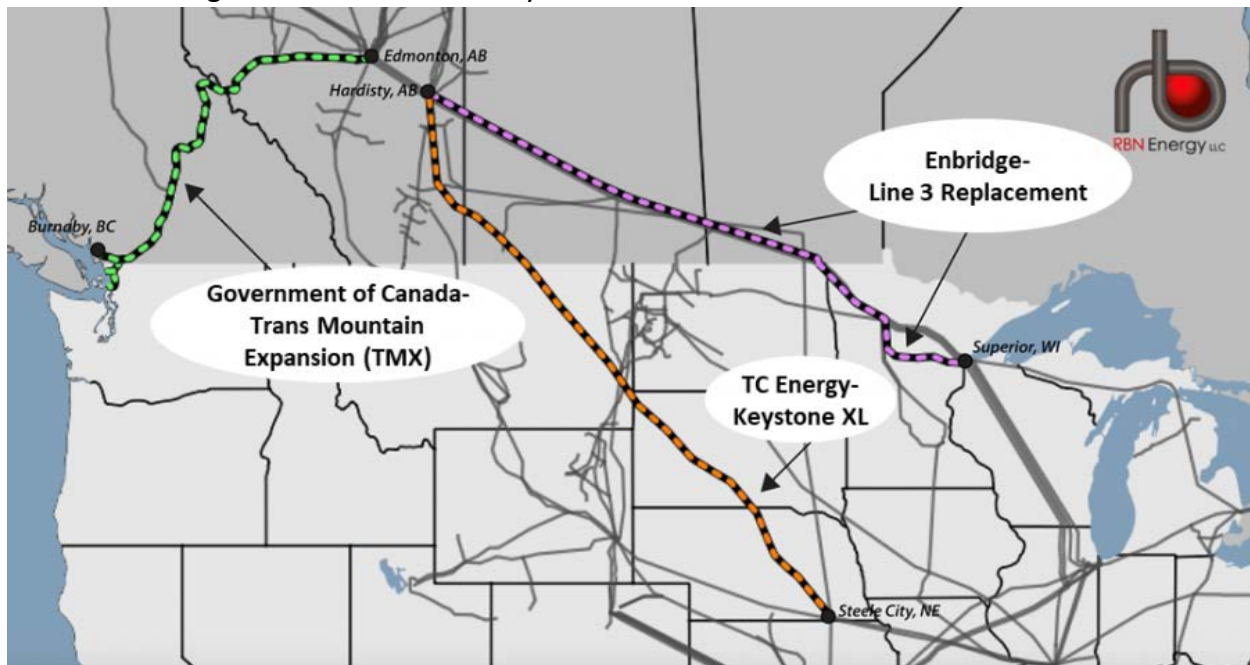 Edmonton, AB
Hardisty, AB
RBN Energy LLC
Enbridge-
Line 3 Replacement
Burnaby, BC
Government of Canada-
Trans Mountain
Expansion (TMX)
Superior, WI
TC Energy-
Keystone XL
Steele City, NE